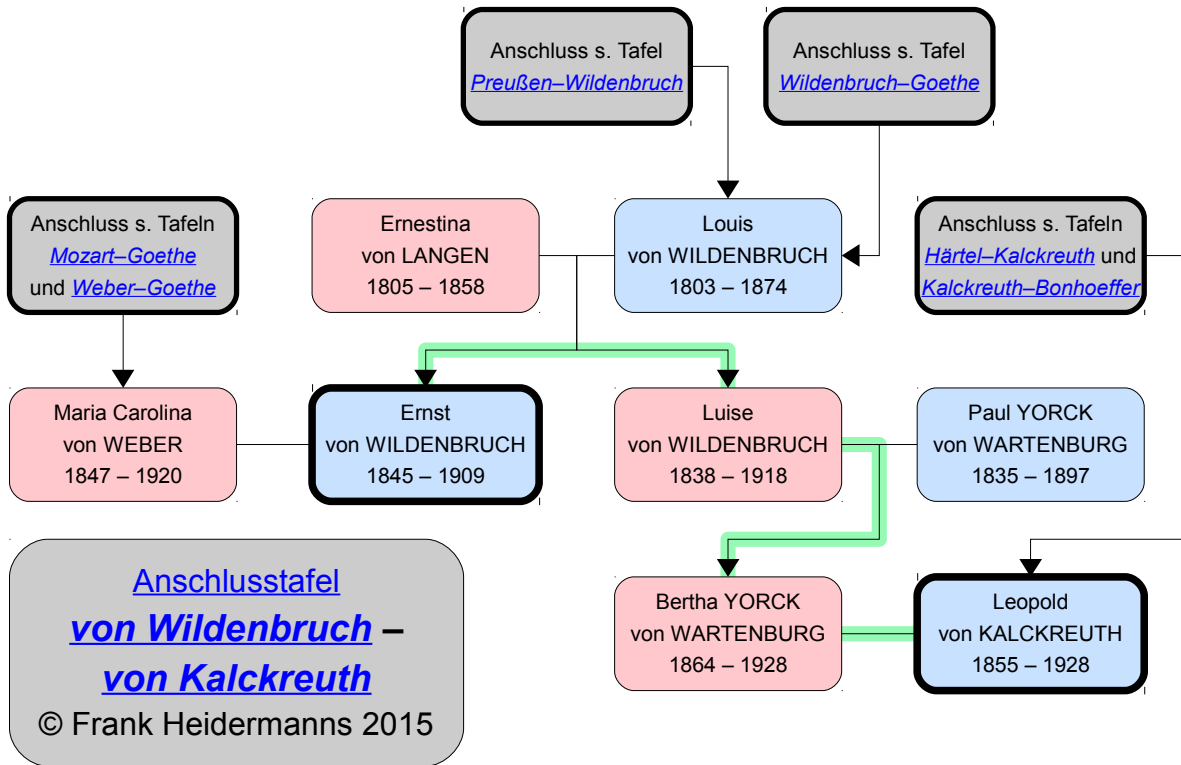 Anschluss s. Tafel
Preußen–Wildenbruch
Anschluss s. Tafel
Wildenbruch–Goethe
Anschluss s. Tafeln
Mozart–Goethe
und Weber–Goethe
Ernestina
von LANGEN
1805 – 1858
Louis
von WILDENBRUCH
1803 – 1874
Anschluss s. Tafeln
Härtel–Kalckreuth und
Kalckreuth–Bonhoeffer
Maria Carolina
von WEBER
1847 – 1920
Ernst
von WILDENBRUCH
1845 – 1909
Luise
von WILDENBRUCH
1838 – 1918
Paul YORCK
von WARTENBURG
1835 – 1897
Anschlusstafel
von Wildenbruch –
von Kalckreuth
© Frank Heidermanns 2015
Bertha YORCK
von WARTENBURG
1864 – 1928
Leopold
von KALCKREUTH
1855 – 1928